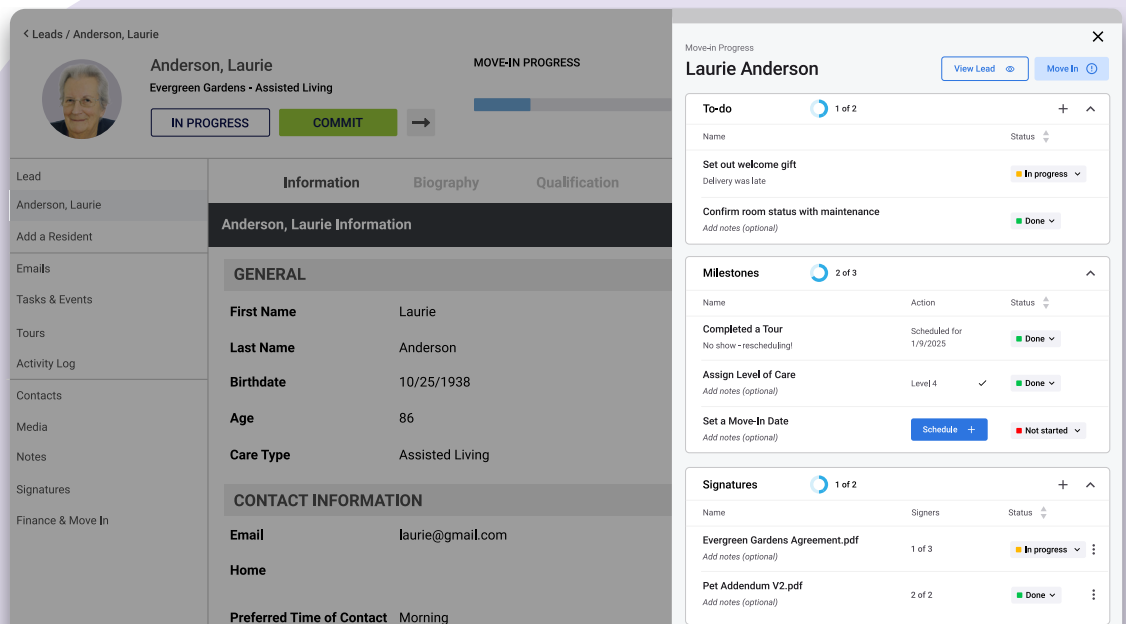 < Leads / Anderson, Laurie
Anderson, Laurie
Evergreen Gardens - Assisted Living
IN PROGRESS
COMMIT
MOVE-IN PROGRESS
Lead
Anderson, Laurie
Add a Resident
Emails
Tasks & Events
Tours
Activity Log
Contacts
Media
Notes
Signatures
Finance & Move In
Information Biography Qualification
Anderson, Laurie Information
GENERAL
First Name Laurie
Last Name Anderson
Birthdate 10/25/1938
Age 86
Care Type Assisted Living
CONTACT INFORMATION
Email laurie@gmail.com
Home
Preferred Time of Contact Morning
Move-in Progress
Laurie Anderson
View Lead
Move In
To-do 1 of 2
Name Status
Set out welcome gift
Delivery was late
In progress
Confirm room status with maintenance
Add notes (optional)
Done
Milestones 2 of 3
Name Action Status
Completed a Tour
No show - rescheduling!
Scheduled for
1/9/2025
Done
Assign Level of Care
Add notes (optional)
Level 4
Done
Set a Move-In Date
Add notes (optional)
Schedule +
Not started
Signatures 1 of 2
Name Signers Status
Evergreen Gardens Agreement.pdf
Add notes (optional)
1 of 3
In progress
Pet Addendum V2.pdf
Add notes (optional)
2 of 2
Done